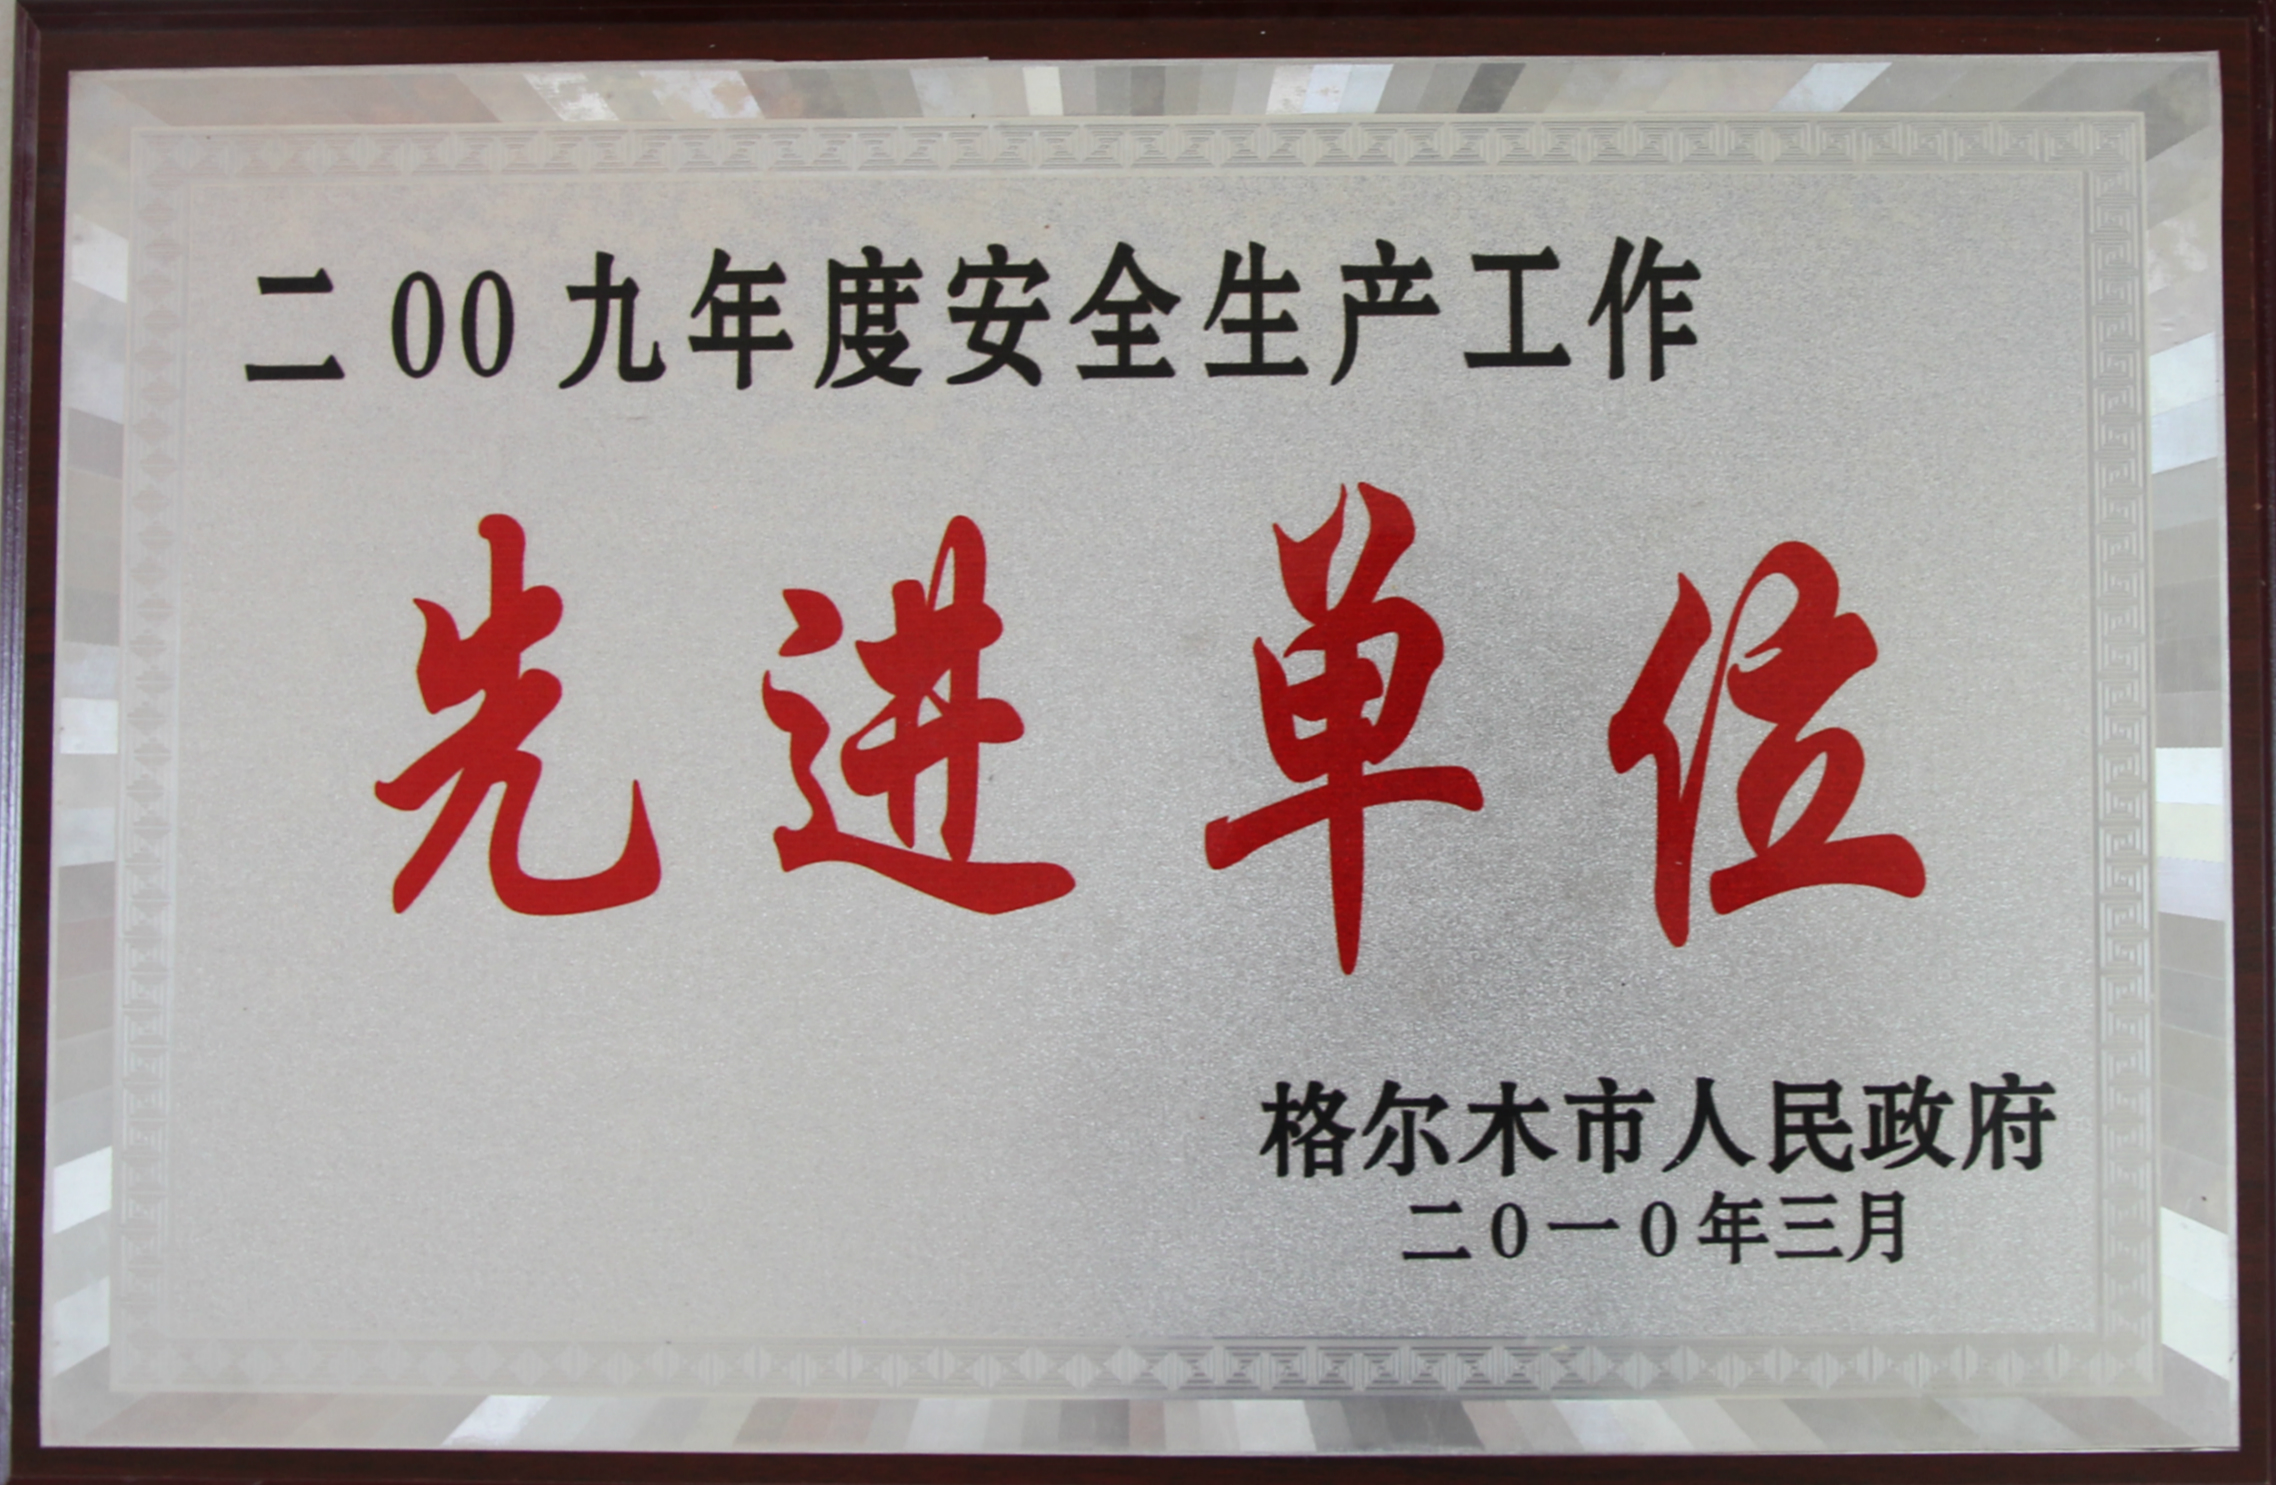 二00九年度安全生产工作
先进单位
格尔木市人民政府
二0一0年三月